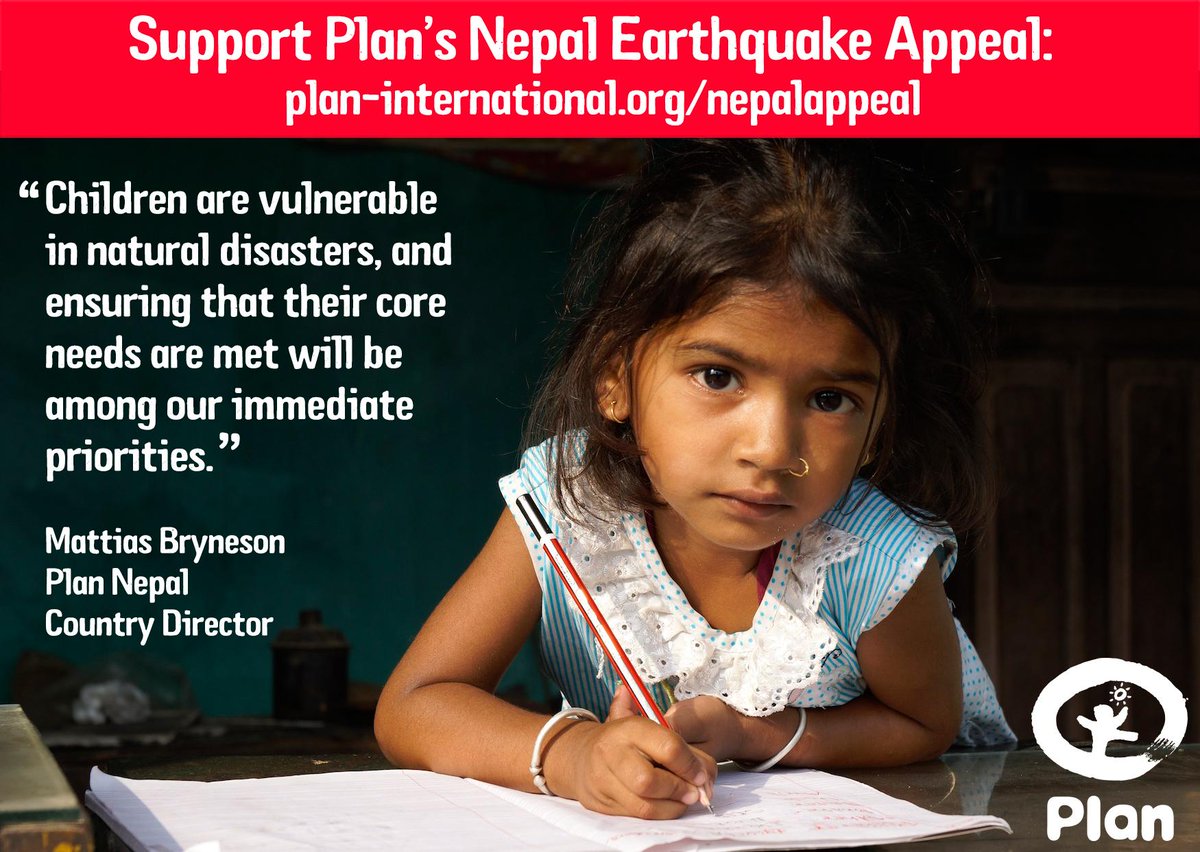 Support Plan's Nepal Earthquake Appeal:
plan-international.org/nepalappeal
“Children are vulnerable
in natural disasters, and
ensuring that their core
needs are met will be
among our immediate
priorities.”
Mattias Bryneson
Plan Nepal
Country Director
Plan